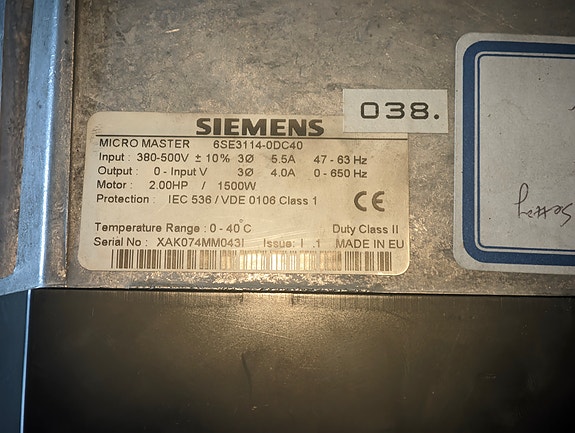 SIEMENS
038.
MICRO MASTER 6SE3114-0DC40
Input : 380-500V ± 10% 3Ø 5.5A 47 - 63 Hz
Output : 0 - Input V 3Ø 4.0A 0 - 650 Hz
Motor : 2.00HP / 1500W
Protection : IEC 536 / VDE 0106 Class 1
CE
Temperature Range : 0 - 40°C Duty Class II
Serial No : XAK074MM043I Issue: I .1 MADE IN EU